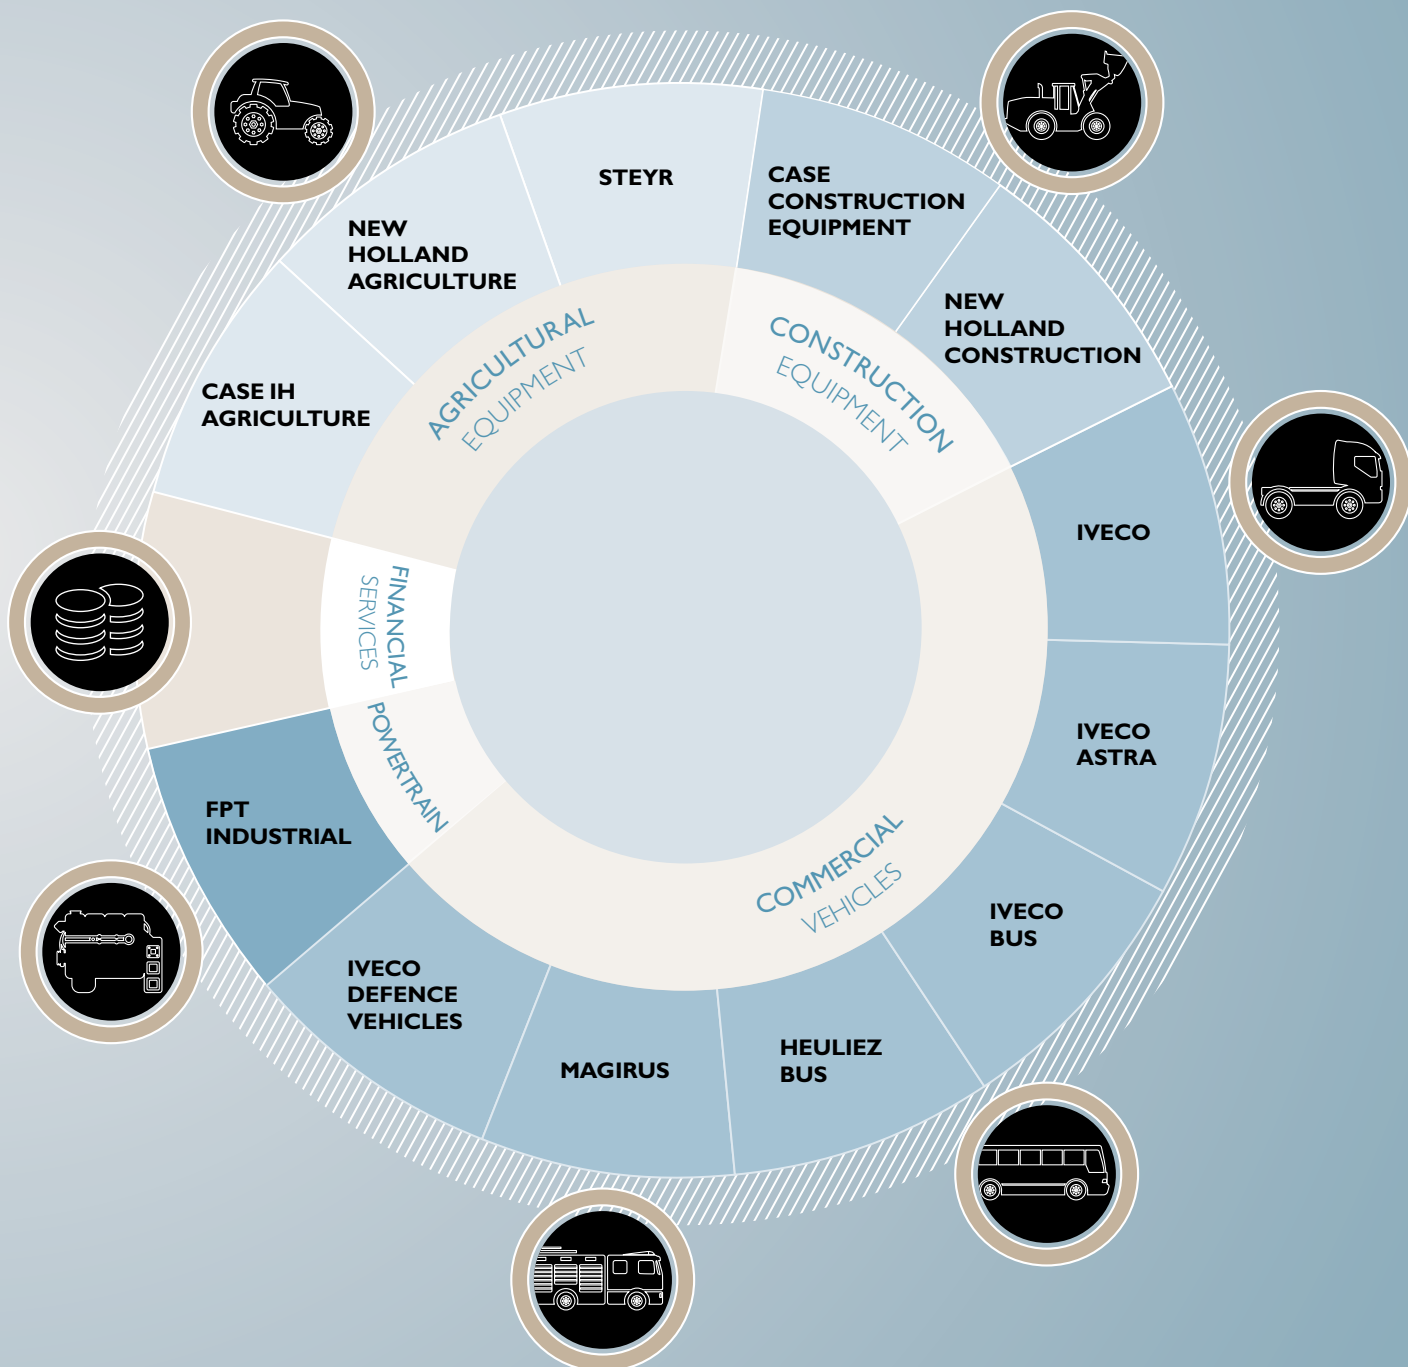 STEYR
CASE
CONSTRUCTION
EQUIPMENT
NEW
HOLLAND
AGRICULTURE
NEW
HOLLAND
CONSTRUCTION
CASE IH
AGRICULTURE
AGRICULTURAL
EQUIPMENT
CONSTRUCTION
EQUIPMENT
IVECO
FINANCIAL
SERVICES
POWERTRAIN
IVECO
ASTRA
FPT
INDUSTRIAL
COMMERCIAL
VEHICLES
IVECO
BUS
IVECO
DEFENCE
VEHICLES
HEULIEZ
BUS
MAGIRUS